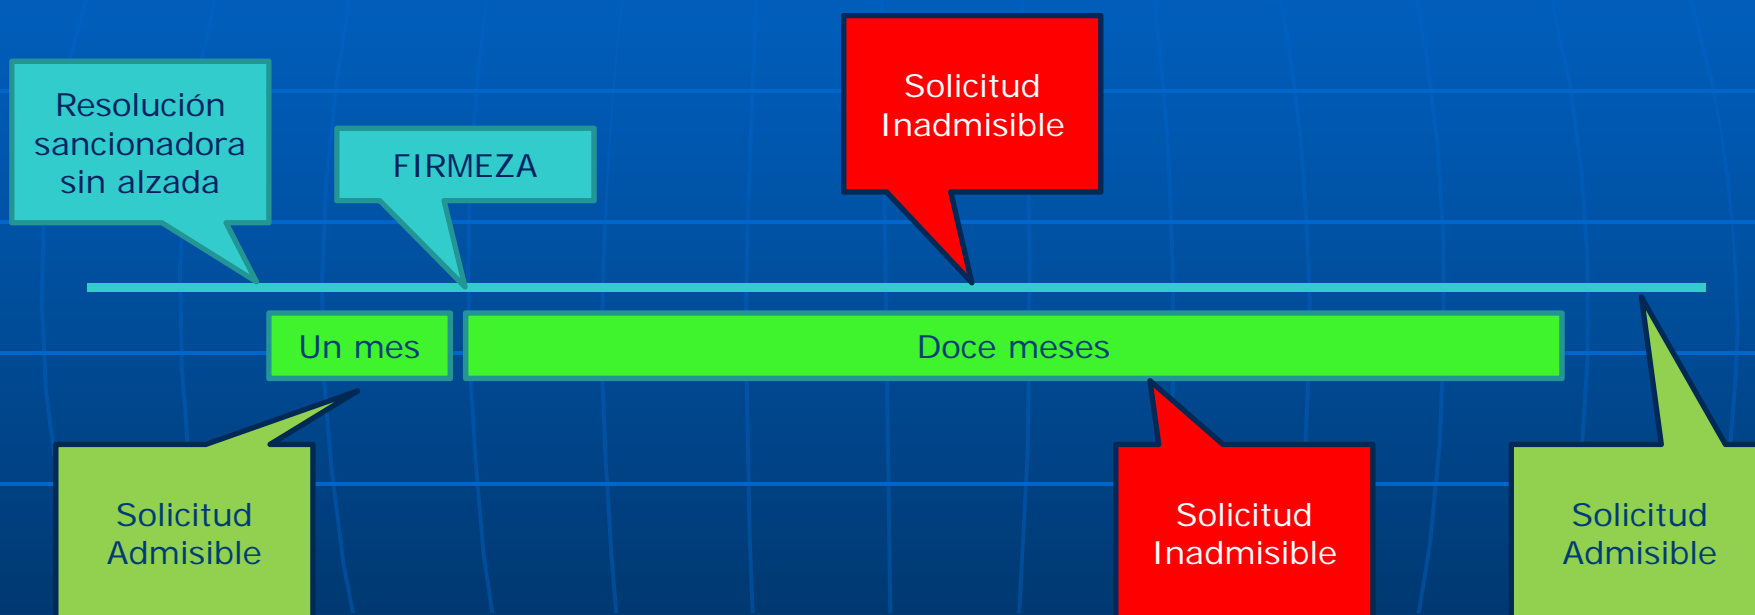 Resolución
sancionadora
sin alzada
FIRMEZA
Solicitud
Inadmisible
Un mes
Doce meses
Solicitud
Admisible
Solicitud
Inadmisible
Solicitud
Admisible